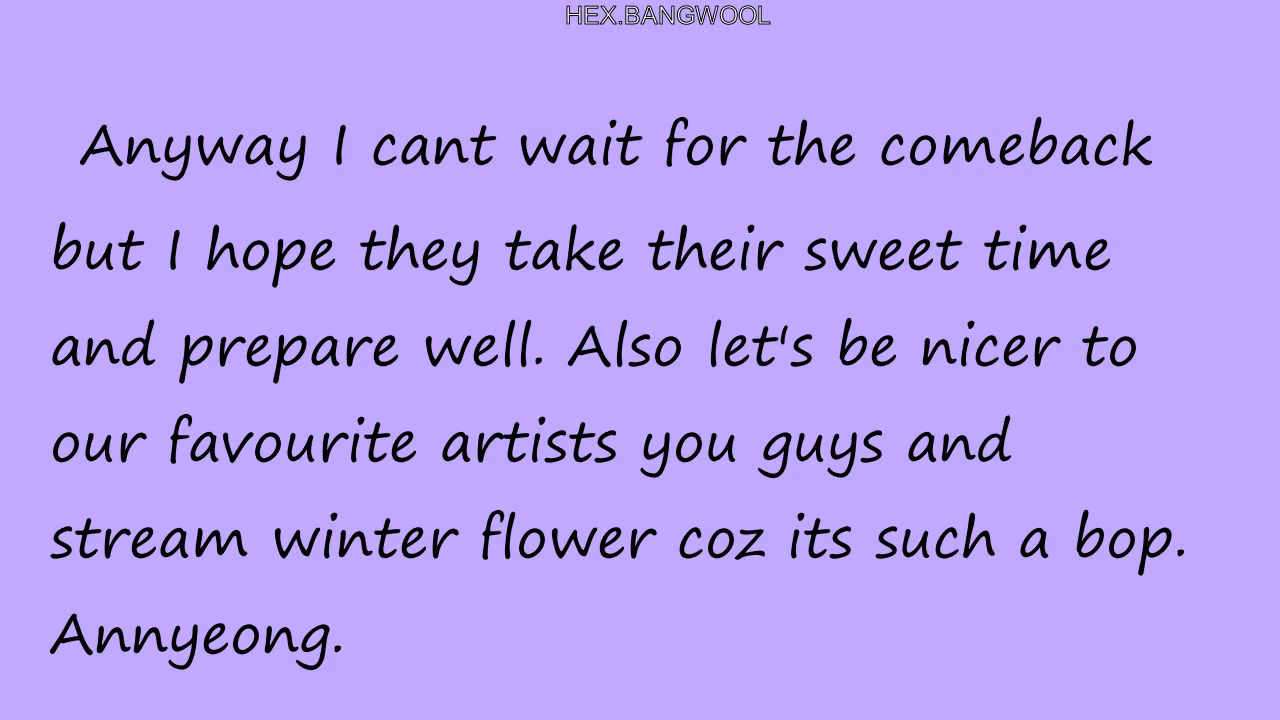 HEX.BANGWOOL
Anyway I cant wait for the comeback
but I hope they take their sweet time
and prepare well. Also let's be nicer to
our favourite artists you guys and
stream winter flower coz its such a bop.
Annyeong.